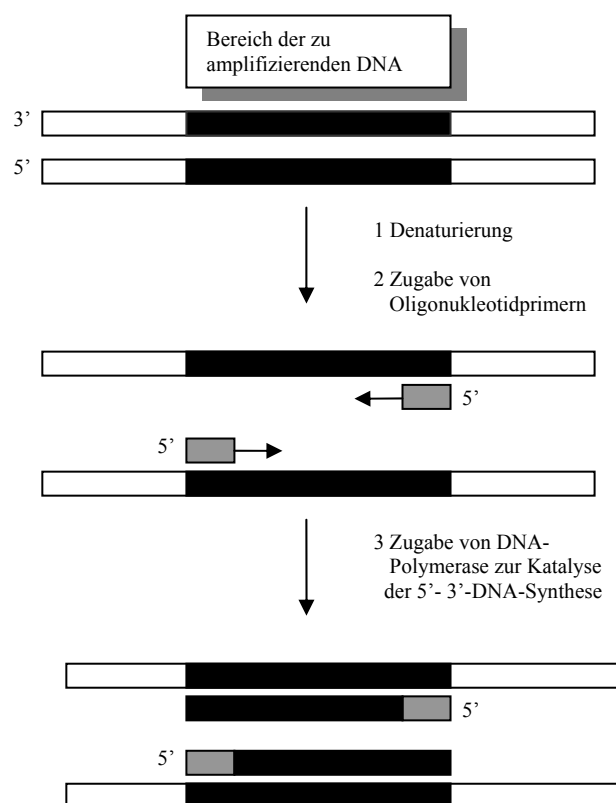 Bereich der zu
amplifizierenden DNA
3’
5’
1 Denaturierung
2 Zugabe von
Oligonukleotidprimern
5’
5’
3 Zugabe von DNA-
Polymerase zur Katalyse
der 5’- 3’-DNA-Synthese
5’
5’